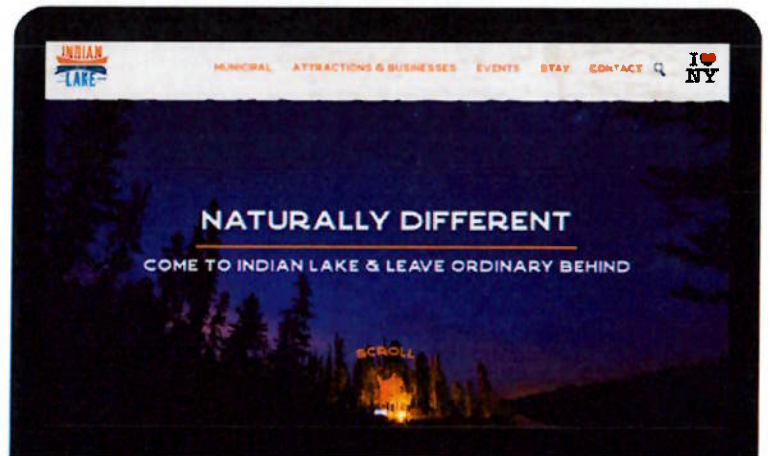 INDIAN
LAKE
MUNICIPAL ATTRACTIONS & BUSINESSES EVENTS STAY CONTACT
I ♥
NY
NATURALLY DIFFERENT
COME TO INDIAN LAKE & LEAVE ORDINARY BEHIND
SCROLL